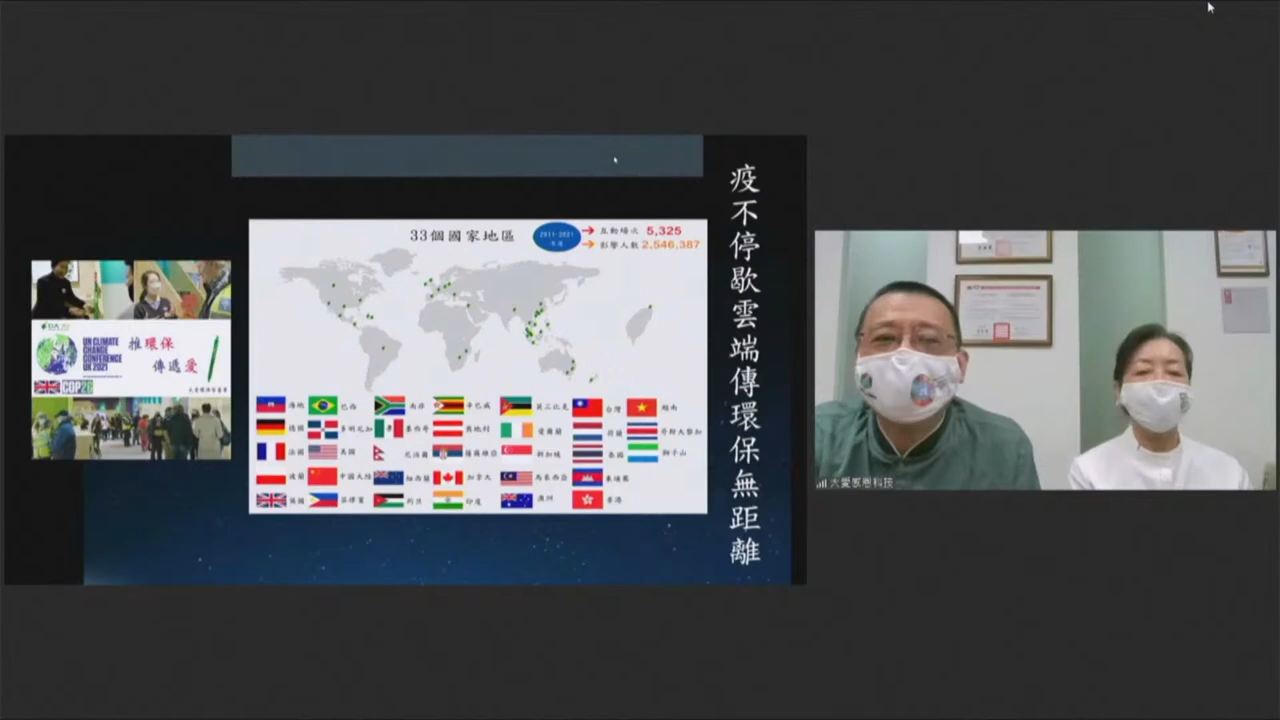 疫不停歇雲端傳環保無距離
33個國家地區
2011-2021
互動場次 5,325
影響人數 2,546,387
UN CLIMATE
CHANGE
CONFERENCE
UK 2021
COP26
推環保
傳遞愛
海地
巴西
南非
辛巴威
莫三比克
台灣
越南
德國
多明尼加
墨西哥
奧地利
愛爾蘭
荷蘭
哥斯大黎加
法國
美國
尼泊爾
塞爾維亞
新加坡
泰國
獅子山
波蘭
中國大陸
紐西蘭
加拿大
馬來西亞
柬埔寨
英國
菲律賓
約旦
印度
澳洲
香港
大愛感恩科技